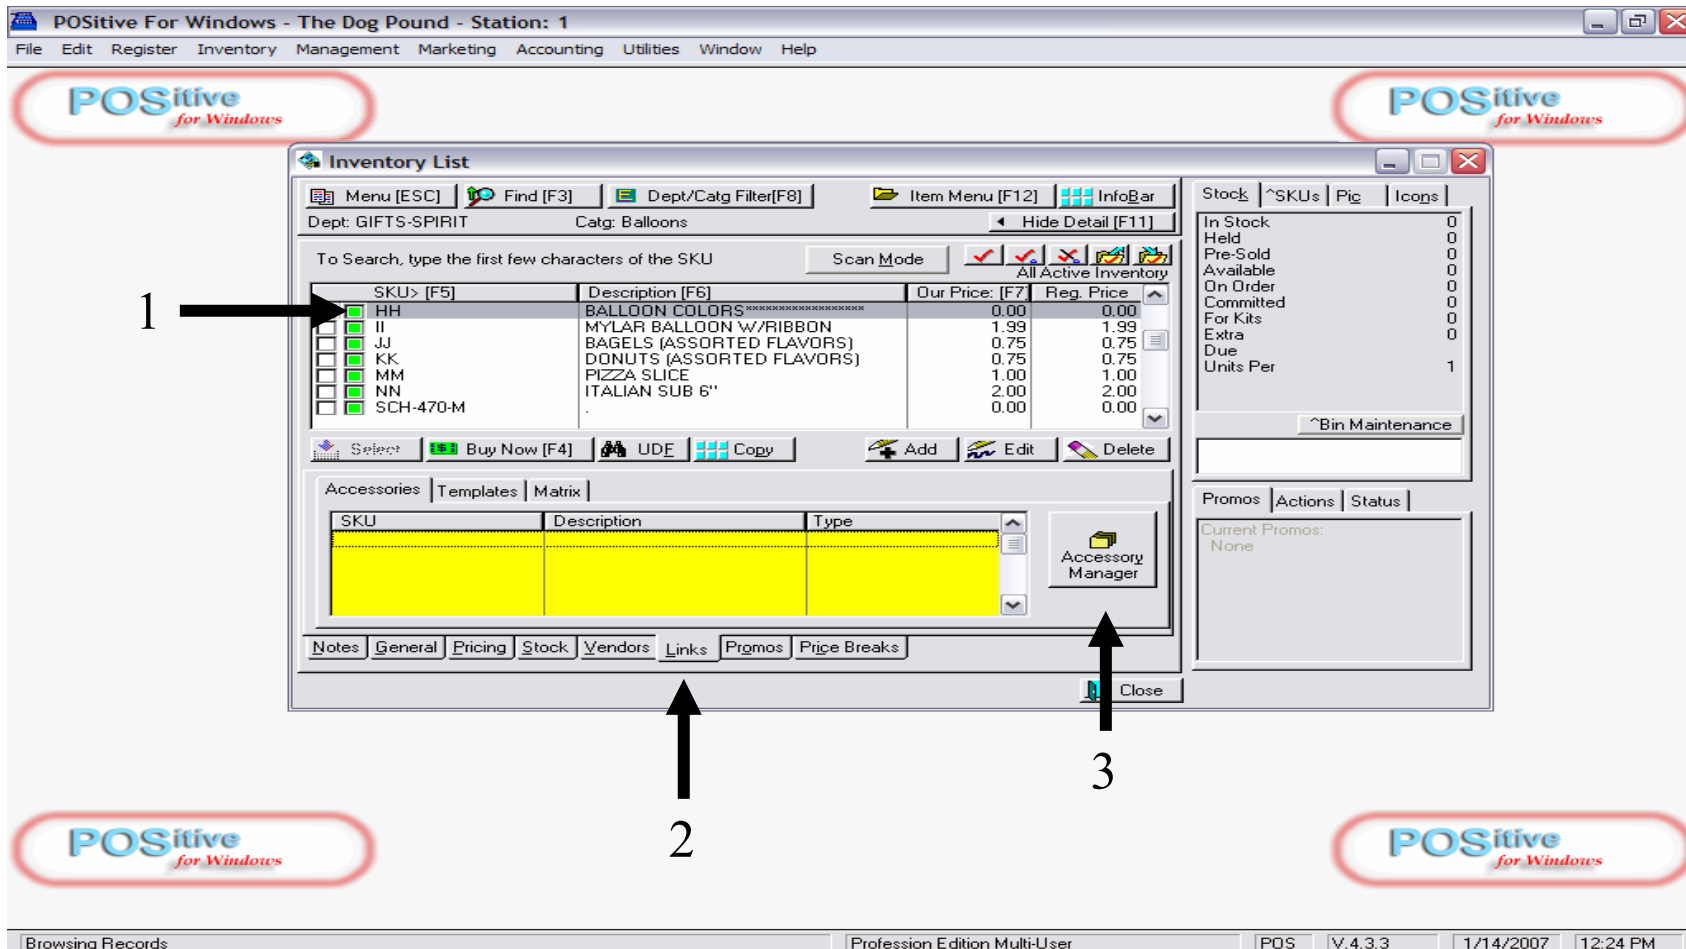 POSitive For Windows - The Dog Pound - Station: 1
File Edit Register Inventory Management Marketing Accounting Utilities Window Help
POSitive
for Windows
POSitive
for Windows
Inventory List
Menu [ESC] Find [F3] Dept/Catg Filter[F8] Item Menu [F12] InfoBar
Dept: GIFTS-SPIRIT Catg: Balloons Hide Detail [F11]
To Search, type the first few characters of the SKU Scan Mode
All Active Inventory
SKU> [F5] Description [F6] Our Price: [F7] Reg. Price
HH BALLOON COLORS****************** 0.00 0.00
II MYLAR BALLOON W/RIBBON 1.99 1.99
JJ BAGELS (ASSORTED FLAVORS) 0.75 0.75
KK DONUTS (ASSORTED FLAVORS) 0.75 0.75
MM PIZZA SLICE 1.00 1.00
NN ITALIAN SUB 6" 2.00 2.00
SCH-470-M . 0.00 0.00
Select Buy Now [F4] UDF Copy Add Edit Delete
Accessories Templates Matrix
SKU Description Type
Accessory
Manager
Notes General Pricing Stock Vendors Links Promos Price Breaks
Close
Stock ^SKUs Pic Icons
In Stock 0
Held 0
Pre-Sold 0
Available 0
On Order 0
Committed 0
For Kits 0
Extra 0
Due
Units Per 1
^Bin Maintenance
Promos Actions Status
Current Promos:
None
1
2
3
POSitive
for Windows
POSitive
for Windows
Browsing Records Profession Edition Multi-User POS V.4.3.3 1/14/2007 12:24 PM